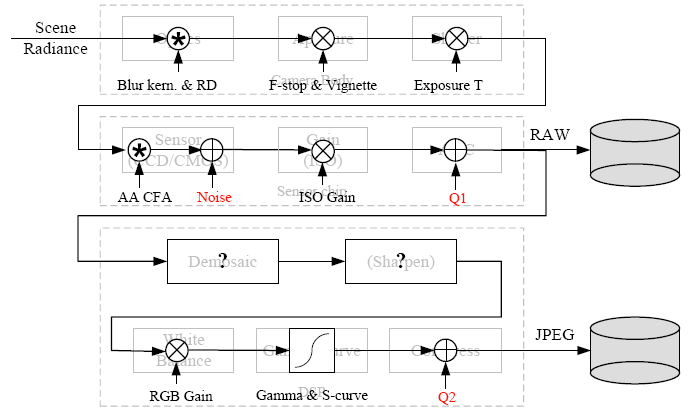 Scene
Radiance
*
Blur kern. & RD
F-stop & Vignette
Exposure T
Camera Body
Sensor
Gain
RAW
*
AA CFA
Noise
ISO Gain
Q1
Sensor chip
Demosaic
?
(Sharpen)
?
White
Balance
JPEG
RGB Gain
Gamma & S-curve
Q2
DSP